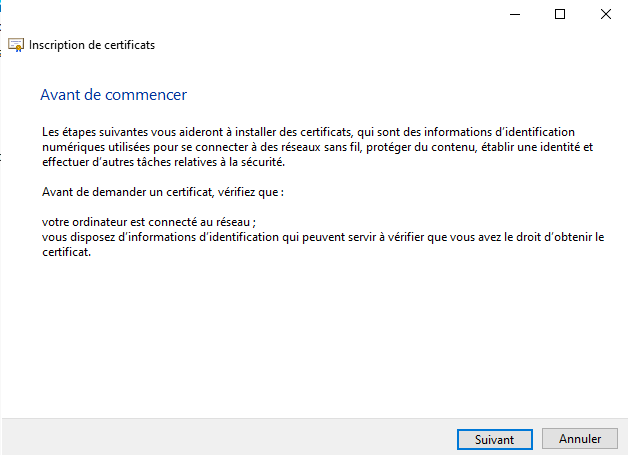 Inscription de certificats
Avant de commencer
Les étapes suivantes vous aideront à installer des certificats, qui sont des informations d’identification
numériques utilisées pour se connecter à des réseaux sans fil, protéger du contenu, établir une identité et
effectuer d’autres tâches relatives à la sécurité.
Avant de demander un certificat, vérifiez que :
votre ordinateur est connecté au réseau ;
vous disposez d’informations d’identification qui peuvent servir à vérifier que vous avez le droit d’obtenir le
certificat.
Suivant
Annuler